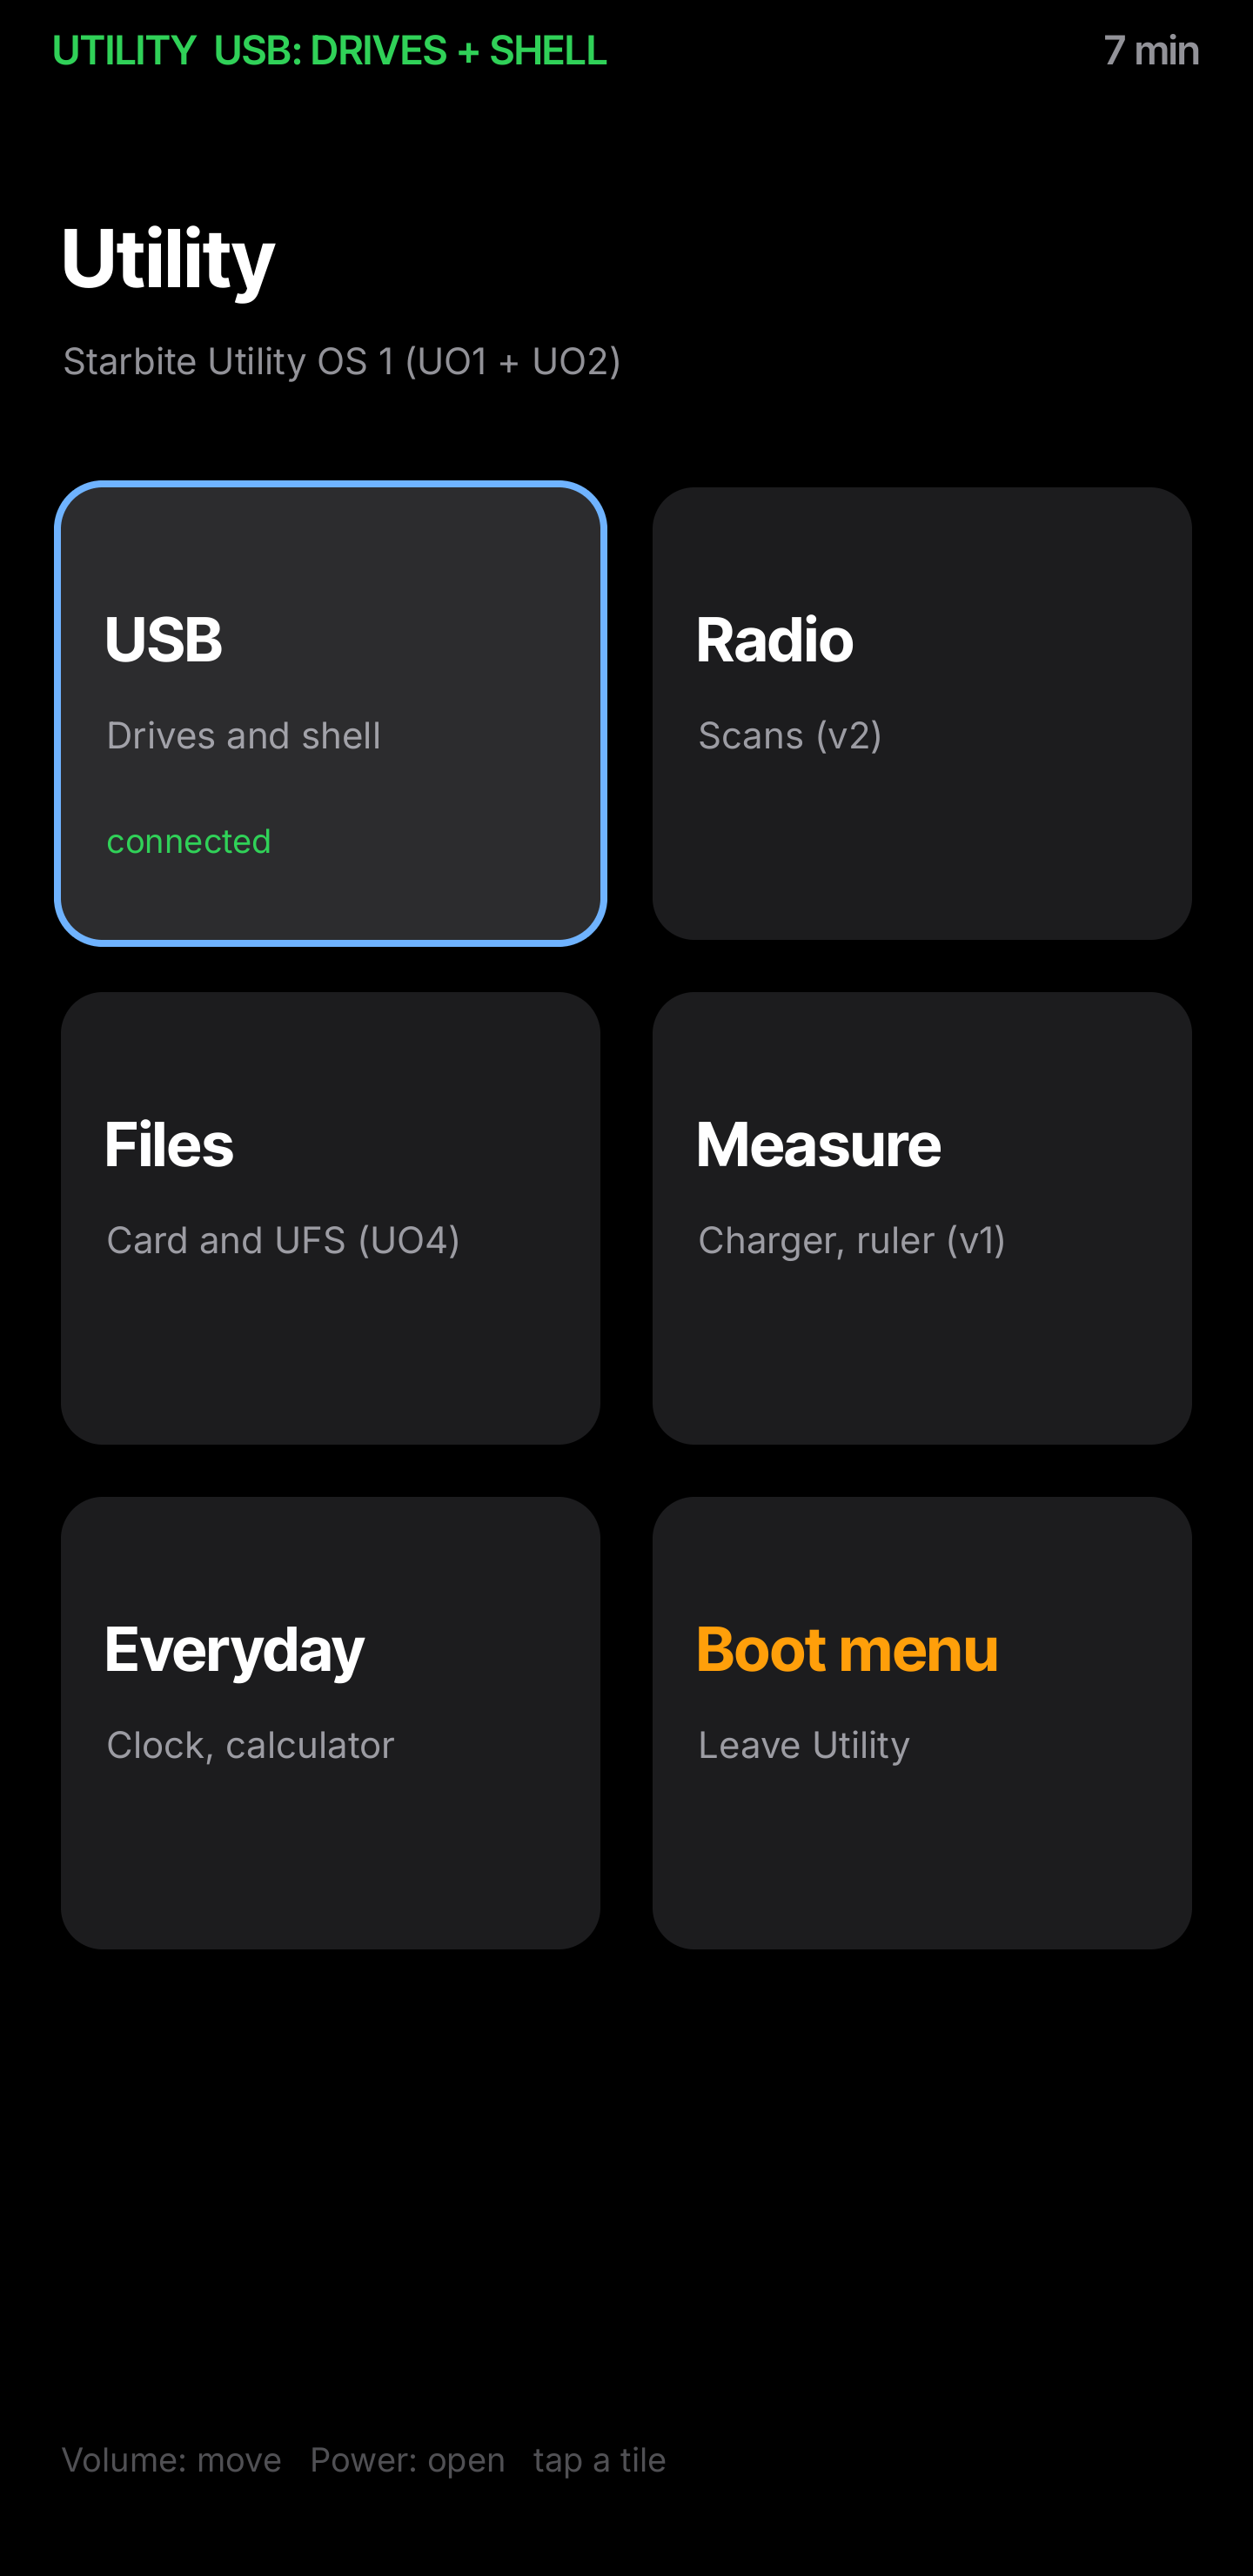 UTILITY USB: DRIVES + SHELL 7 min
Utility
Starbite Utility OS 1 (UO1 + UO2)
USB
Drives and shell
connected
Radio
Scans (v2)
Files
Card and UFS (UO4)
Measure
Charger, ruler (v1)
Everyday
Clock, calculator
Boot menu
Leave Utility
Volume: move Power: open tap a tile